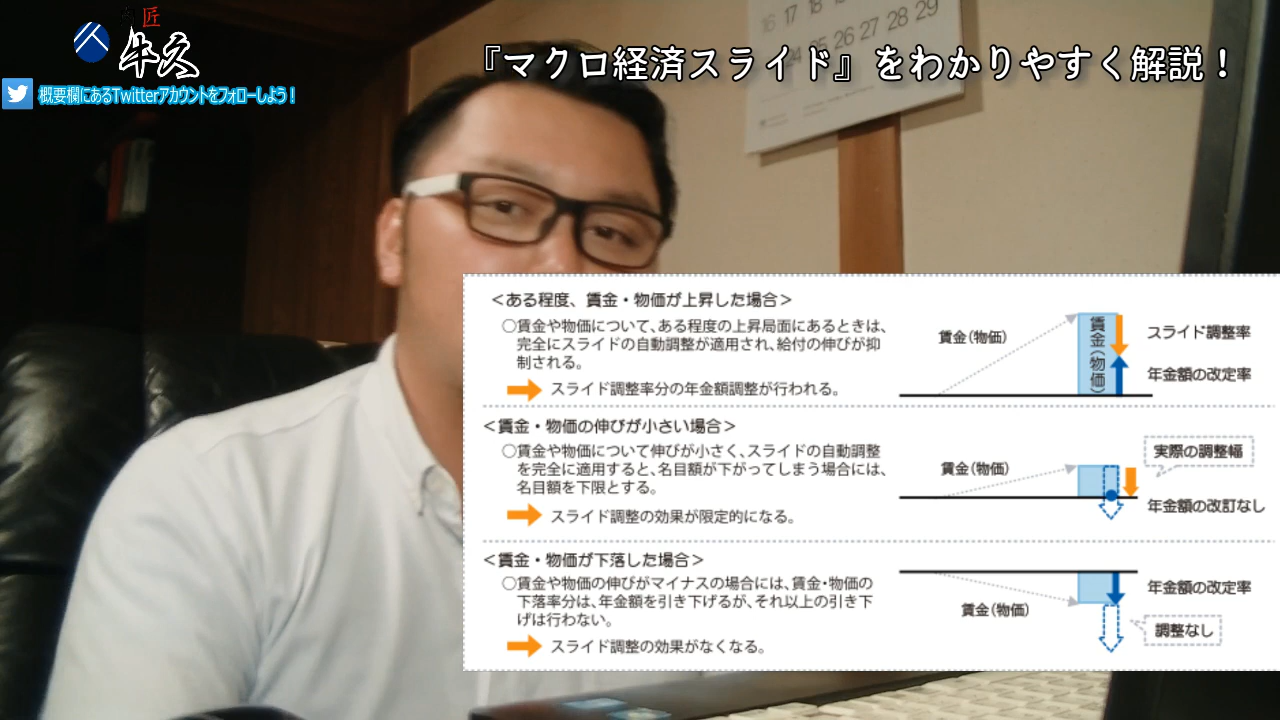 匠
牛久
概要欄にあるTwitterアカウントをフォローしよう！
『マクロ経済スライド』をわかりやすく解説！
16 17 18
24 25 26 27 28 29
＜ある程度、賃金・物価が上昇した場合＞
○賃金や物価について、ある程度の上昇局面にあるときは、
完全にスライドの自動調整が適用され、給付の伸びが抑
制される。
スライド調整率分の年金額調整が行われる。
賃金（物価）
賃金（物価）
スライド調整率
年金額の改定率
＜賃金・物価の伸びが小さい場合＞
○賃金や物価について伸びが小さく、スライドの自動調整
を完全に適用すると、名目額が下がってしまう場合には、
名目額を下限とする。
スライド調整の効果が限定的になる。
賃金（物価）
実際の調整幅
年金額の改訂なし
＜賃金・物価が下落した場合＞
○賃金や物価の伸びがマイナスの場合には、賃金・物価の
下落率分は、年金額を引き下げるが、それ以上の引き下
げは行わない。
スライド調整の効果がなくなる。
賃金（物価）
年金額の改定率
調整なし